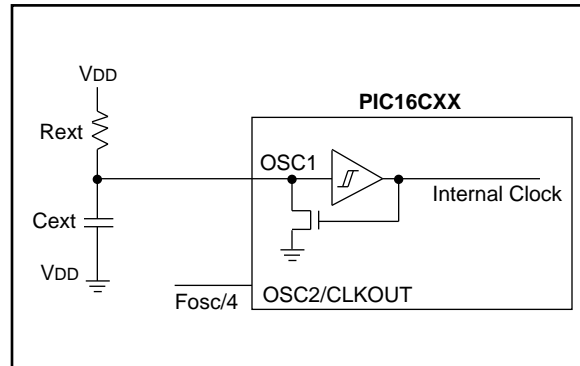 VDD
PIC16CXX
Rext
OSC1
Internal Clock
Cext
VDD
Fosc/4
OSC2/CLKOUT